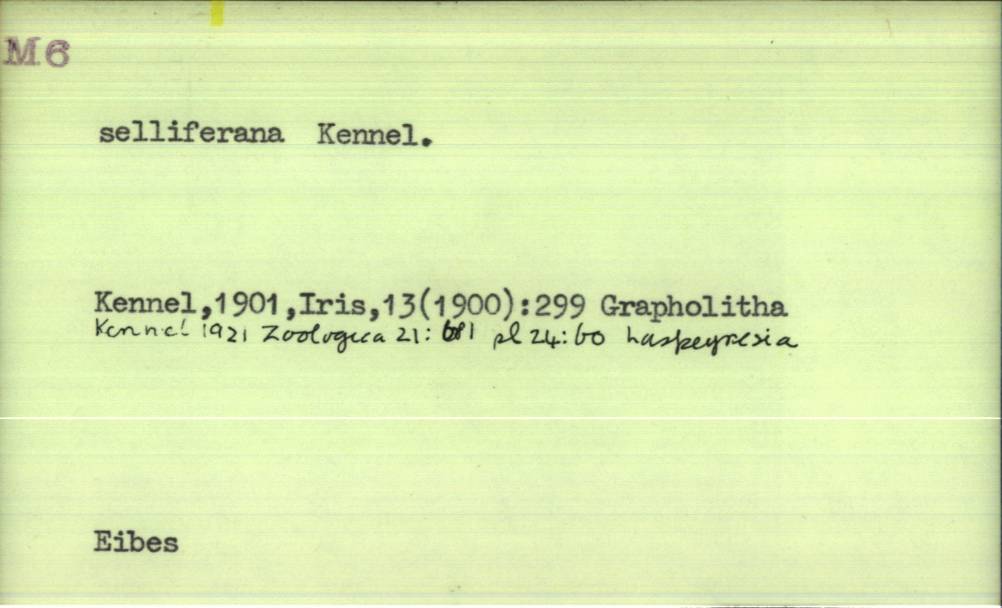 M6
selliferana Kennel.
Kennel,1901,Iris,13(1900):299 Grapholitha
Kennel 1921 Zoologica 21: 681 pl 24:60 Laspeyresia
Eibes